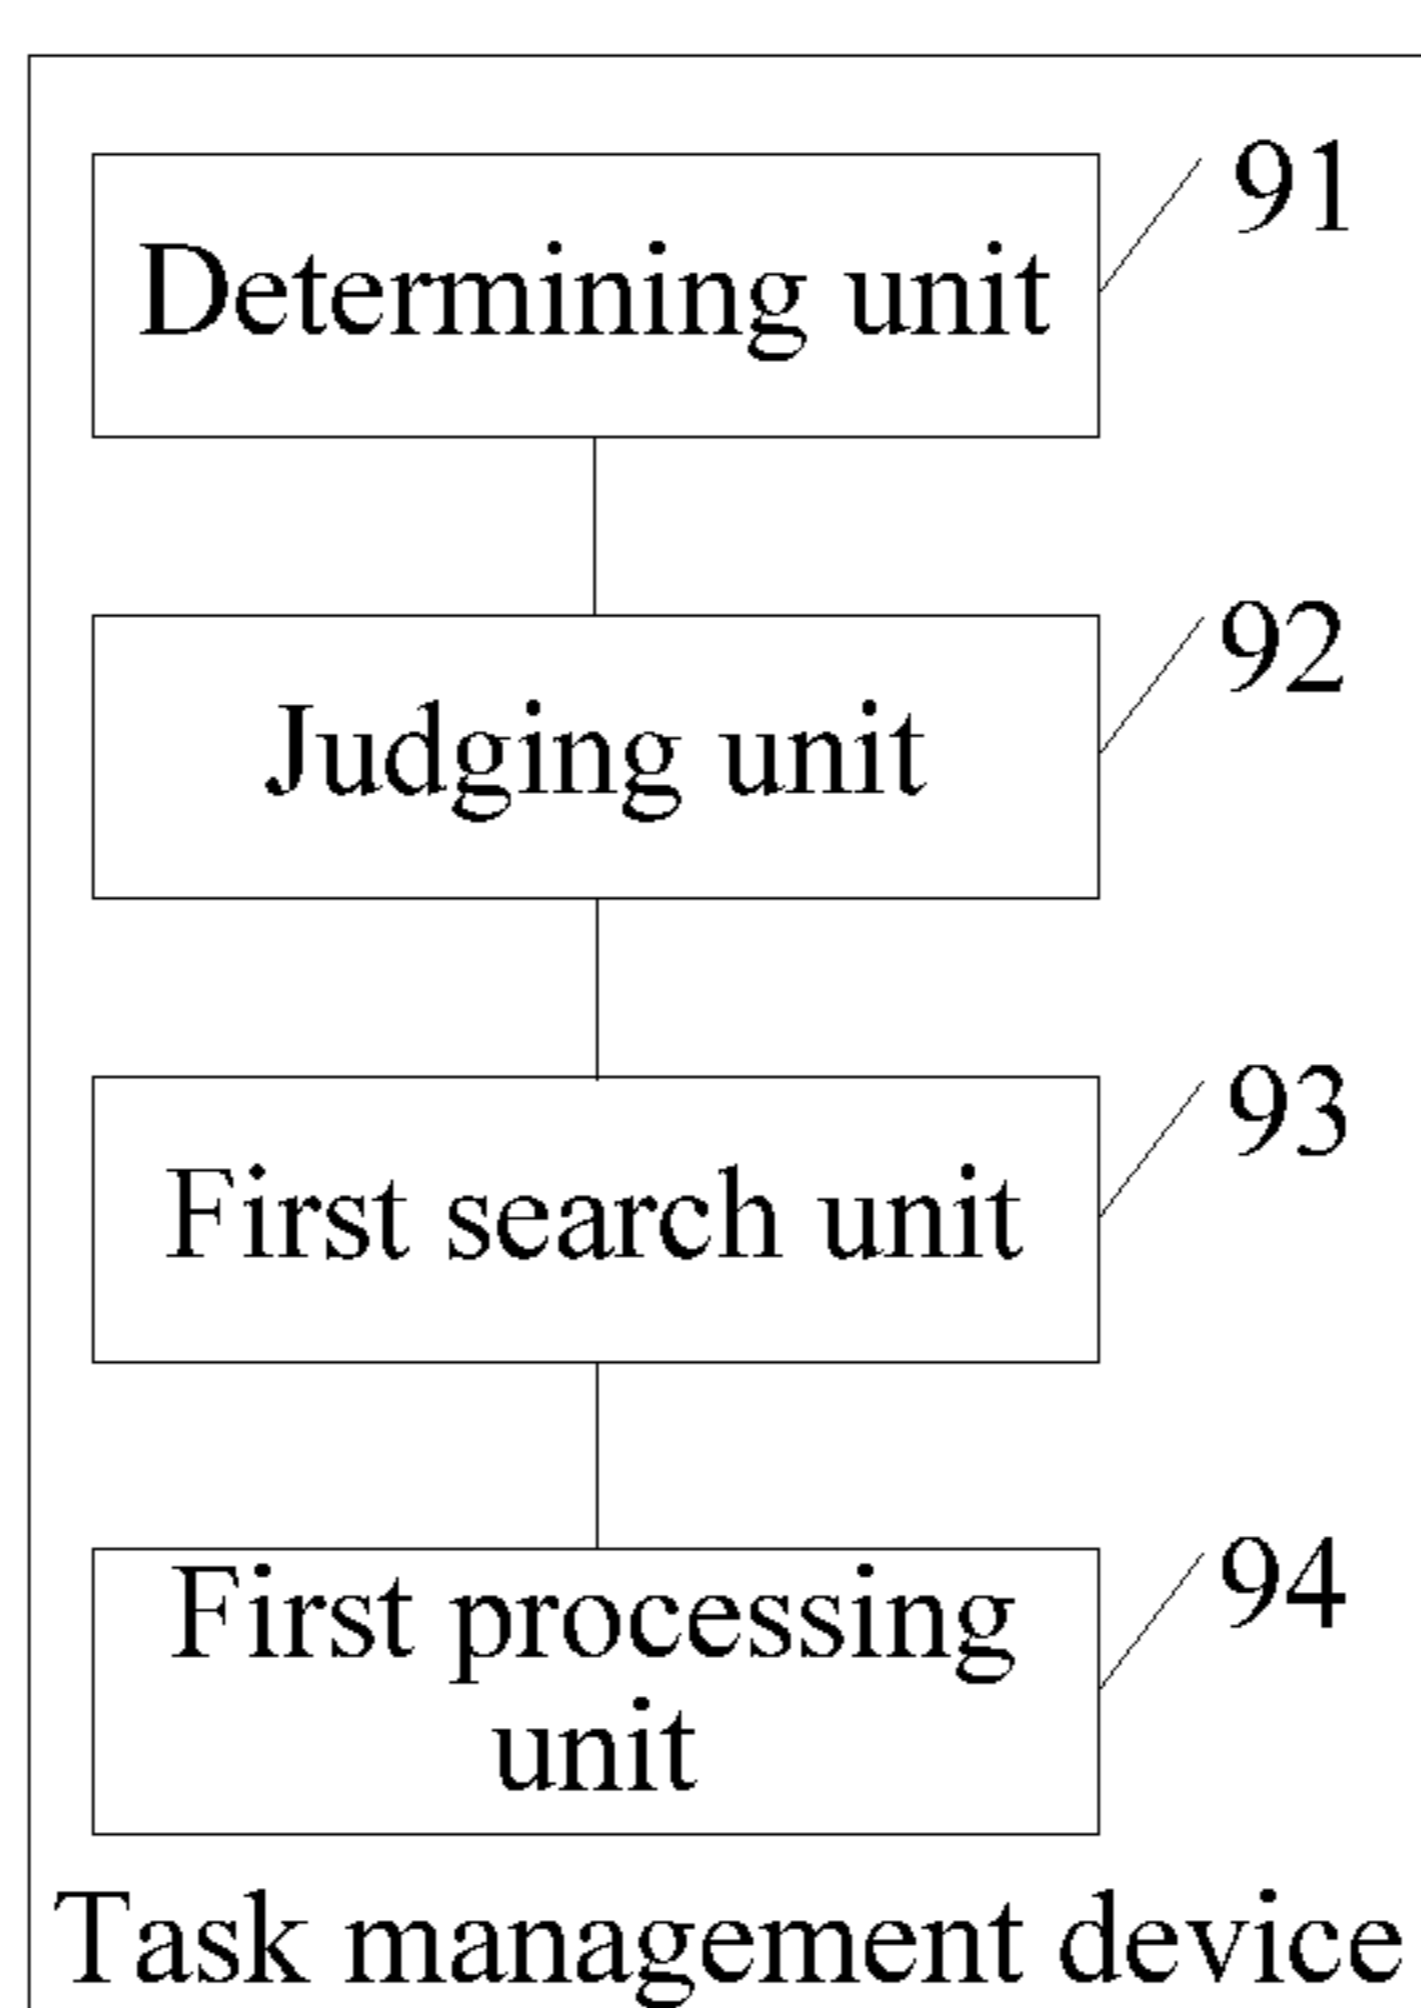 91
Determining unit
92
Judging unit
93
First search unit
94
First processing
unit
Task management device